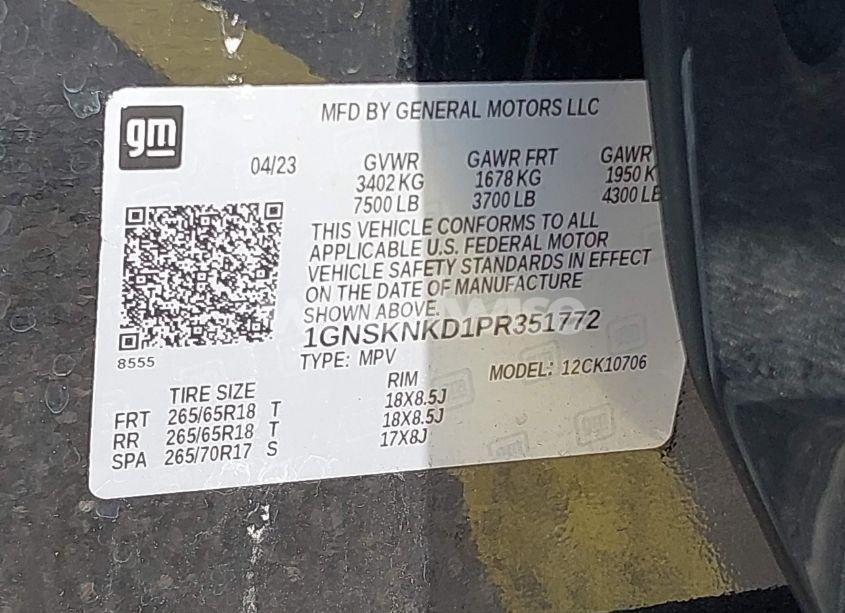 gm
MFD BY GENERAL MOTORS LLC
04/23 GVWR GAWR FRT GAWR
3402 KG 1678 KG 1950 K
7500 LB 3700 LB 4300 LB
THIS VEHICLE CONFORMS TO ALL
APPLICABLE U.S. FEDERAL MOTOR
VEHICLE SAFETY STANDARDS IN EFFECT
ON THE DATE OF MANUFACTURE
SHOWN ABOVE.
1GNSKNKD1PR351772
8555
TYPE: MPV MODEL: 12CK10706
TIRE SIZE RIM
FRT 265/65R18 T 18X8.5J
RR 265/65R18 T 18X8.5J
SPA 265/70R17 S 17X8J